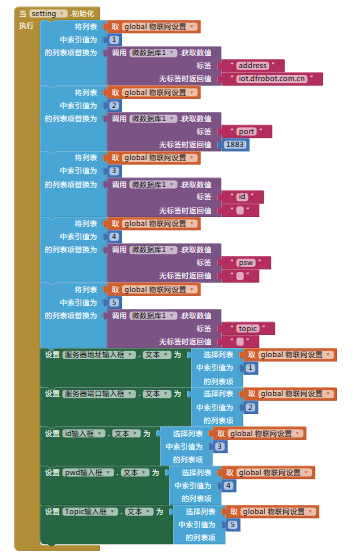 当 setting .初始化
执行
将列表 取 global 物联网设置
中索引值为 1
的列表项替换为 调用 微数据库1 .获取数值
标签 " address "
无标签时返回值 " iot.dfrobot.com.cn "
将列表 取 global 物联网设置
中索引值为 2
的列表项替换为 调用 微数据库1 .获取数值
标签 " port "
无标签时返回值 1883
将列表 取 global 物联网设置
中索引值为 3
的列表项替换为 调用 微数据库1 .获取数值
标签 " id "
无标签时返回值 " "
将列表 取 global 物联网设置
中索引值为 4
的列表项替换为 调用 微数据库1 .获取数值
标签 " psw "
无标签时返回值 " "
将列表 取 global 物联网设置
中索引值为 5
的列表项替换为 调用 微数据库1 .获取数值
标签 " topic "
无标签时返回值 " "
设置 服务器地址输入框 . 文本 为 选择列表 取 global 物联网设置
中索引值为 1
的列表项
设置 服务器端口输入框 . 文本 为 选择列表 取 global 物联网设置
中索引值为 2
的列表项
设置 id输入框 . 文本 为 选择列表 取 global 物联网设置
中索引值为 3
的列表项
设置 pwd输入框 . 文本 为 选择列表 取 global 物联网设置
中索引值为 4
的列表项
设置 Topic输入框 . 文本 为 选择列表 取 global 物联网设置
中索引值为 5
的列表项